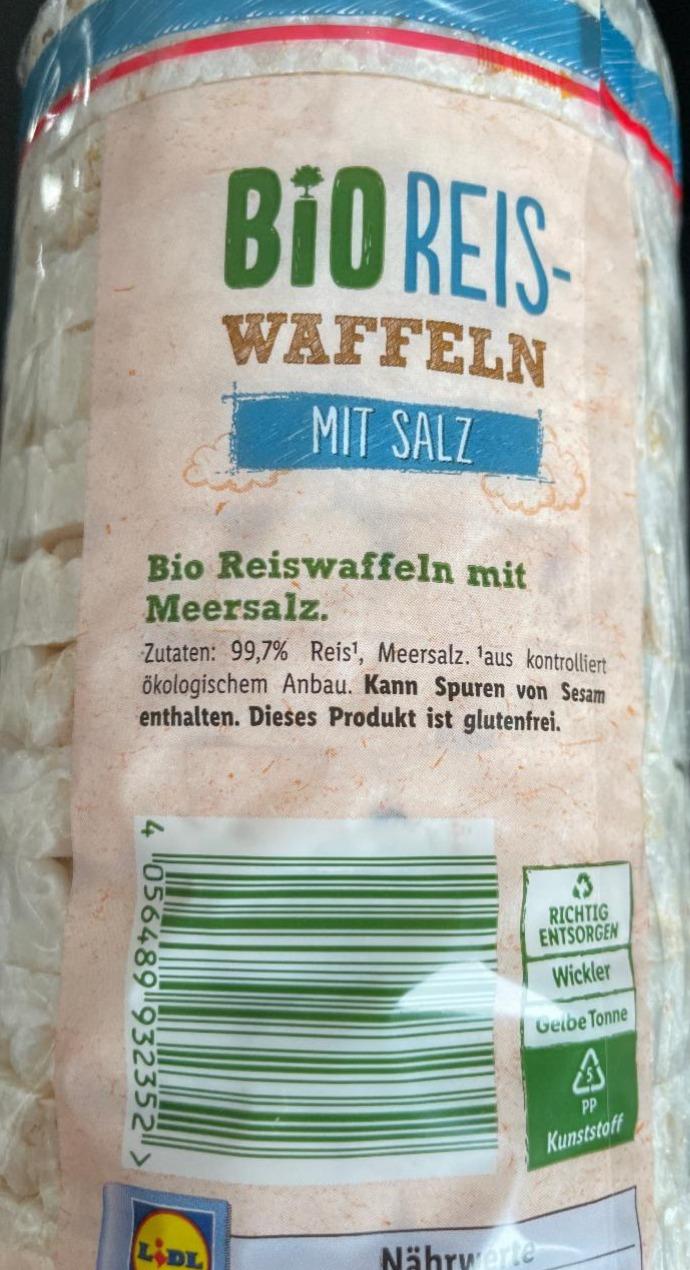 BIO REIS-
WAFFELN
MIT SALZ
Bio Reiswaffeln mit
Meersalz.
Zutaten: 99,7% Reis¹, Meersalz. ¹aus kontrolliert
ökologischem Anbau. Kann Spuren von Sesam
enthalten. Dieses Produkt ist glutenfrei.
4 056489 932352 >
RICHTIG
ENTSORGEN
Wickler
Gelbe Tonne
5
PP
Kunststoff
LiDL
Nährwerte